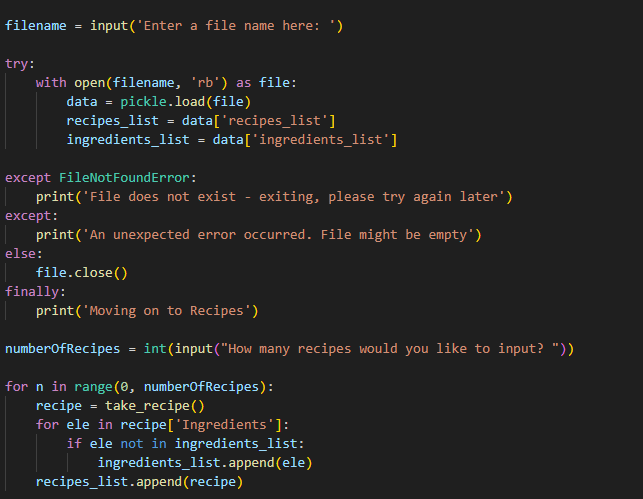 filename = input('Enter a file name here: ')
try:
    with open(filename, 'rb') as file:
        data = pickle.load(file)
        recipes_list = data['recipes_list']
        ingredients_list = data['ingredients_list']
except FileNotFoundError:
    print('File does not exist - exiting, please try again later')
except:
    print('An unexpected error occurred. File might be empty')
else:
    file.close()
finally:
    print('Moving on to Recipes')
numberOfRecipes = int(input("How many recipes would you like to input? "))
for n in range(0, numberOfRecipes):
    recipe = take_recipe()
    for ele in recipe['Ingredients']:
        if ele not in ingredients_list:
            ingredients_list.append(ele)
    recipes_list.append(recipe)